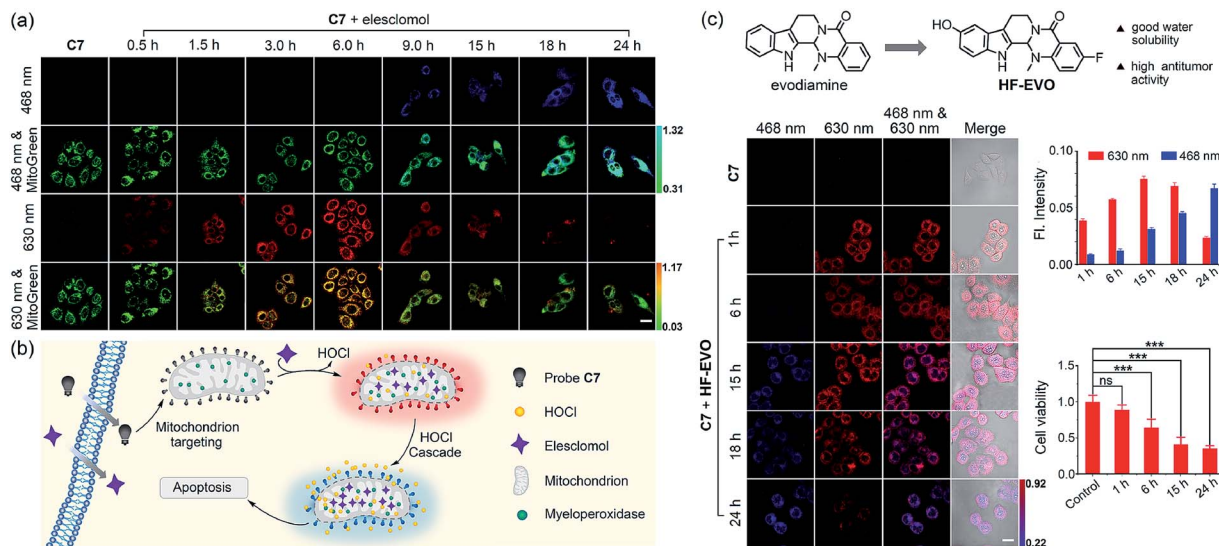 (a)
C7 + elesclomol
C7
0.5 h
1.5 h
3.0 h
6.0 h
9.0 h
15 h
18 h
24 h
468 nm
468 nm &
MitoGreen
1.32
0.31
630 nm
630 nm &
MitoGreen
1.17
0.03
(b)
HOCl
Mitochondrion
targeting
HOCl
Cascade
Apoptosis
Probe C7
HOCl
Elesclomol
Mitochondrion
Myeloperoxidase
(c)
O
N
N
H
N
evodiamine
HO
O
N
N
H
N
F
HF-EVO
▲ good water
solubility
▲ high antitumor
activity
468 nm
630 nm
468 nm &
630 nm
Merge
C7
C7 + HF-EVO
1 h
6 h
15 h
18 h
24 h
0.92
0.22
630 nm
468 nm
Fl. Intensity
0.10
0.05
0.00
1 h
6 h
15 h
18 h
24 h
Cell viability
1.5
1.0
0.5
0.0
***
***
***
ns
Control
1 h
6 h
15 h
24 h